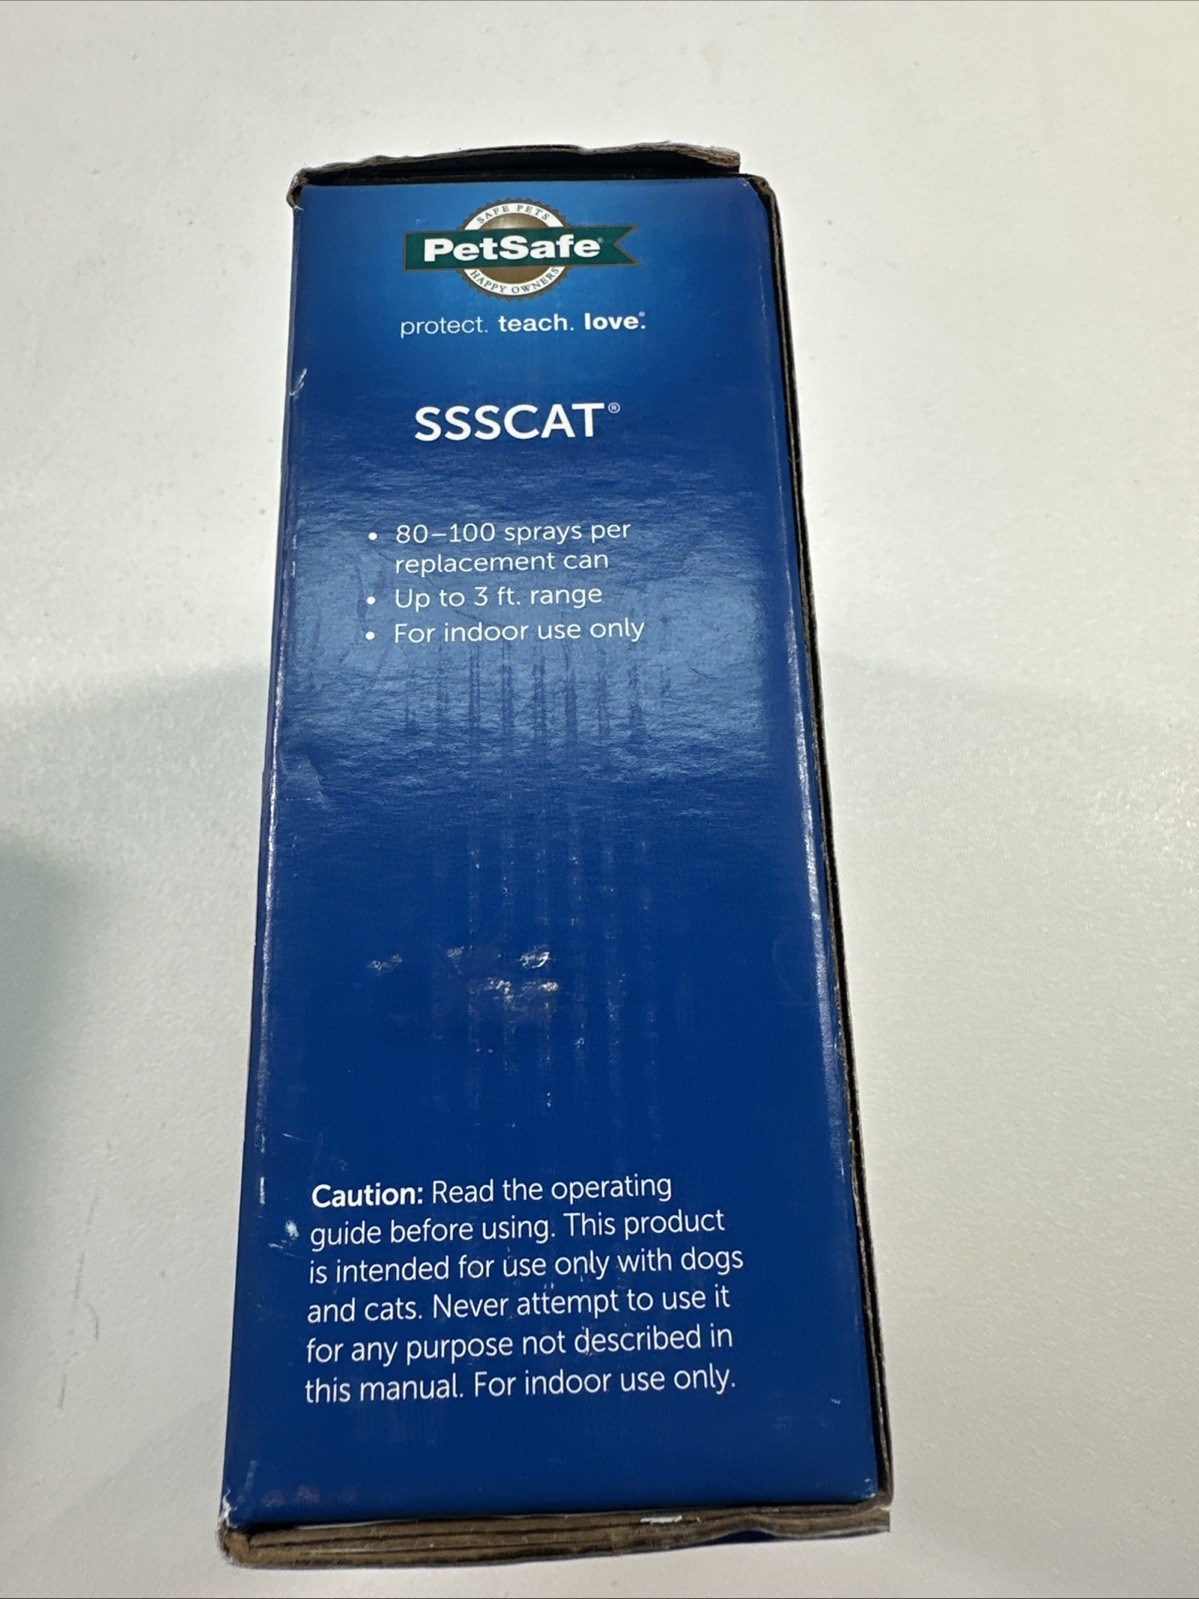 SAFE PETS
PetSafe®
HAPPY OWNERS
protect. teach. love.®
SSSCAT®
• 80–100 sprays per
replacement can
• Up to 3 ft. range
• For indoor use only
Caution: Read the operating
guide before using. This product
is intended for use only with dogs
and cats. Never attempt to use it
for any purpose not described in
this manual. For indoor use only.